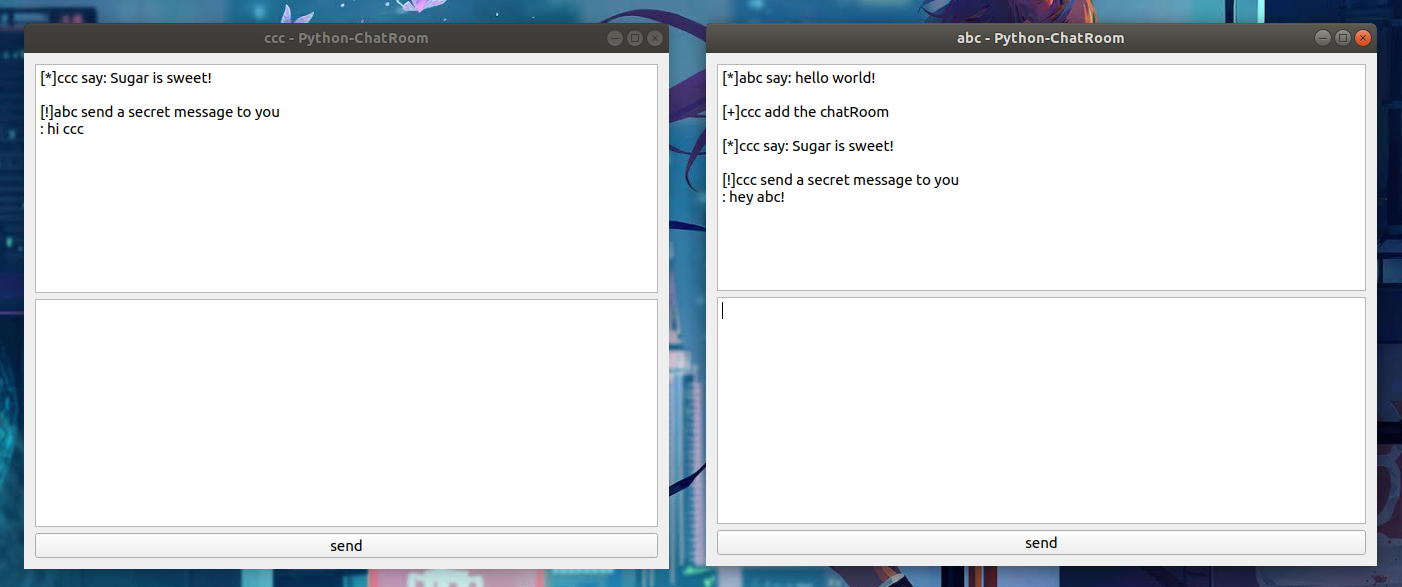 ccc - Python-ChatRoom
[*]ccc say: Sugar is sweet!
[!]abc send a secret message to you
: hi ccc
send
abc - Python-ChatRoom
[*]abc say: hello world!
[+]ccc add the chatRoom
[*]ccc say: Sugar is sweet!
[!]ccc send a secret message to you
: hey abc!
send